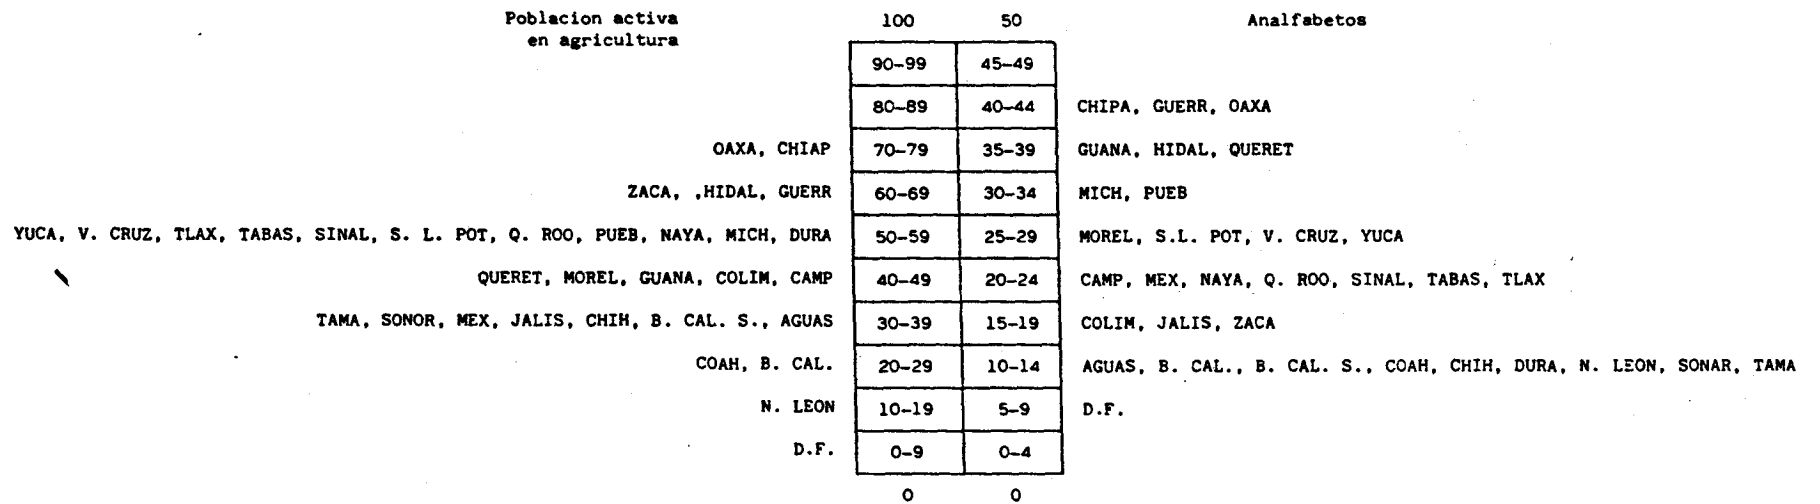 Poblacion activa 100 50 Analfabetos
en agricultura
90-99 45-49
80-89 40-44 CHIPA, GUERR, OAXA
OAXA, CHIAP 70-79 35-39 GUANA, HIDAL, QUERET
ZACA, ,HIDAL, GUERR 60-69 30-34 MICH, PUEB
YUCA, V. CRUZ, TLAX, TABAS, SINAL, S. L. POT, Q. ROO, PUEB, NAYA, MICH, DURA 50-59 25-29 MOREL, S.L. POT, V. CRUZ, YUCA
QUERET, MOREL, GUANA, COLIM, CAMP 40-49 20-24 CAMP, MEX, NAYA, Q. ROO, SINAL, TABAS, TLAX
TAMA, SONOR, MEX, JALIS, CHIH, B. CAL. S., AGUAS 30-39 15-19 COLIM, JALIS, ZACA
COAH, B. CAL. 20-29 10-14 AGUAS, B. CAL., B. CAL. S., COAH, CHIH, DURA, N. LEON, SONAR, TAMA
N. LEON 10-19 5-9 D.F.
D.F. 0-9 0-4
0 0